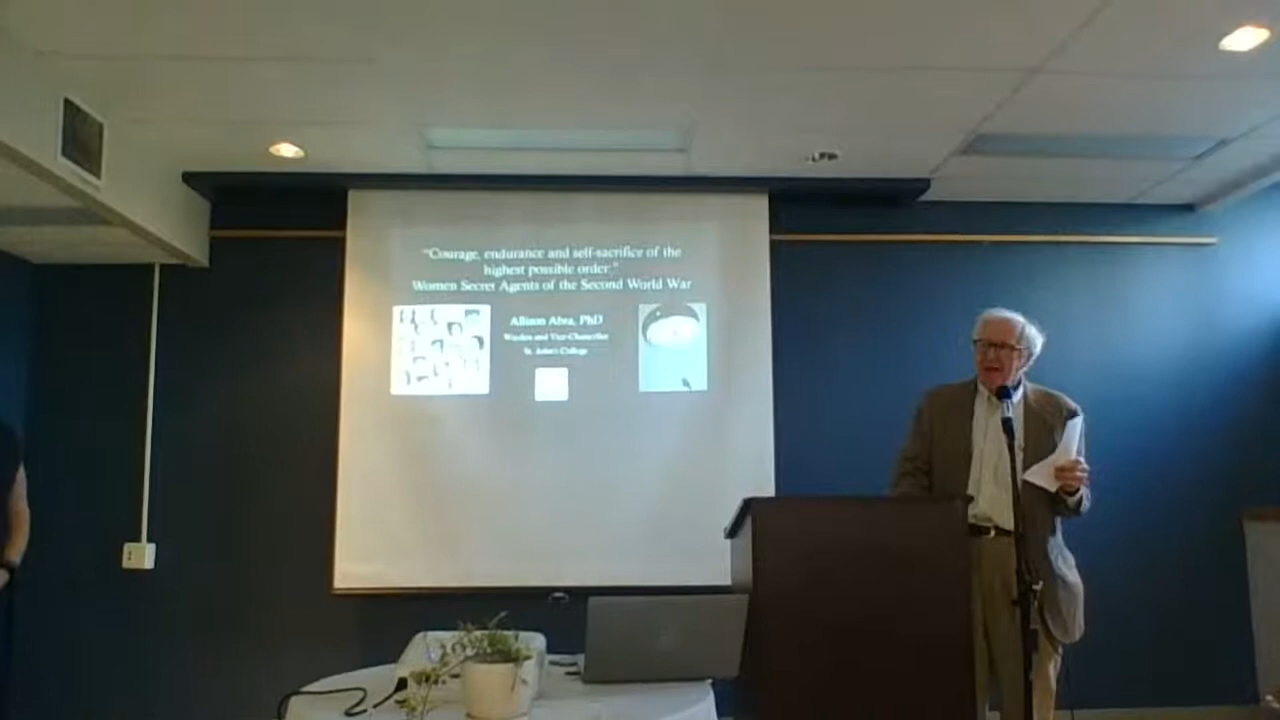 "Courage, endurance and self-sacrifice of the
highest possible order."
Women Secret Agents of the Second World War
Allison Alva, PhD
Warden and Vice-Chancellor
St. John's College